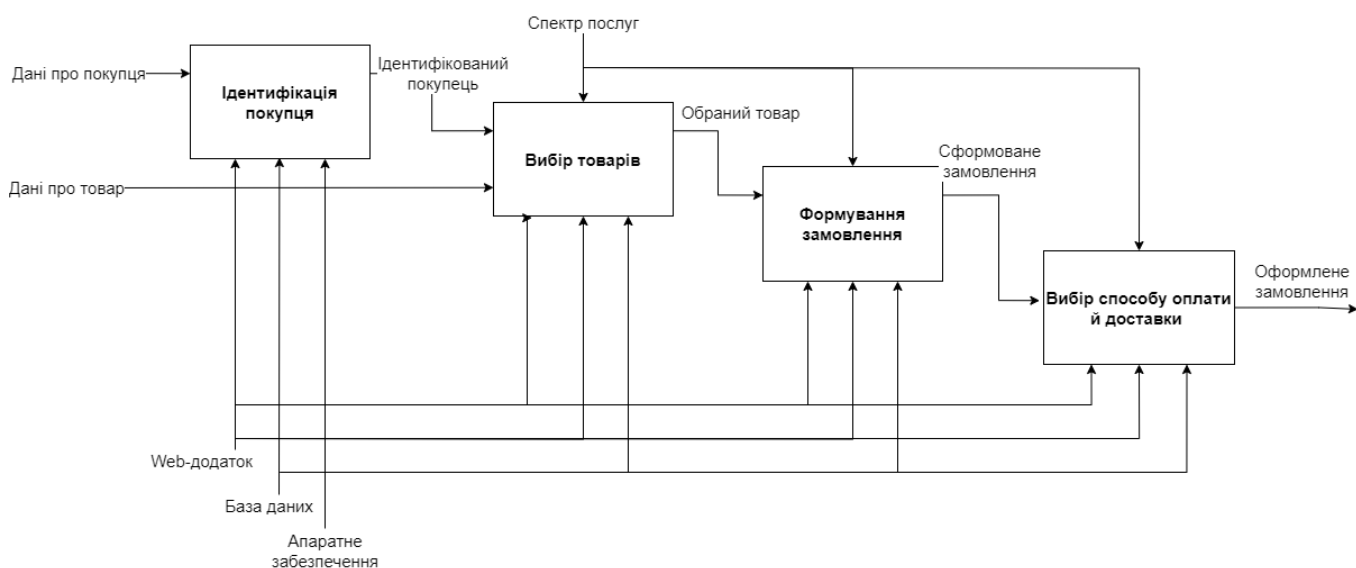 Спектр послуг
Дані про покупця
Ідентифікація
покупця
Ідентифікований
покупець
Обраний товар
Вибір товарів
Сформоване
замовлення
Дані про товар
Формування
замовлення
Оформлене
замовлення
Вибір способу оплати
й доставки
Web-додаток
База даних
Апаратне
забезпечення